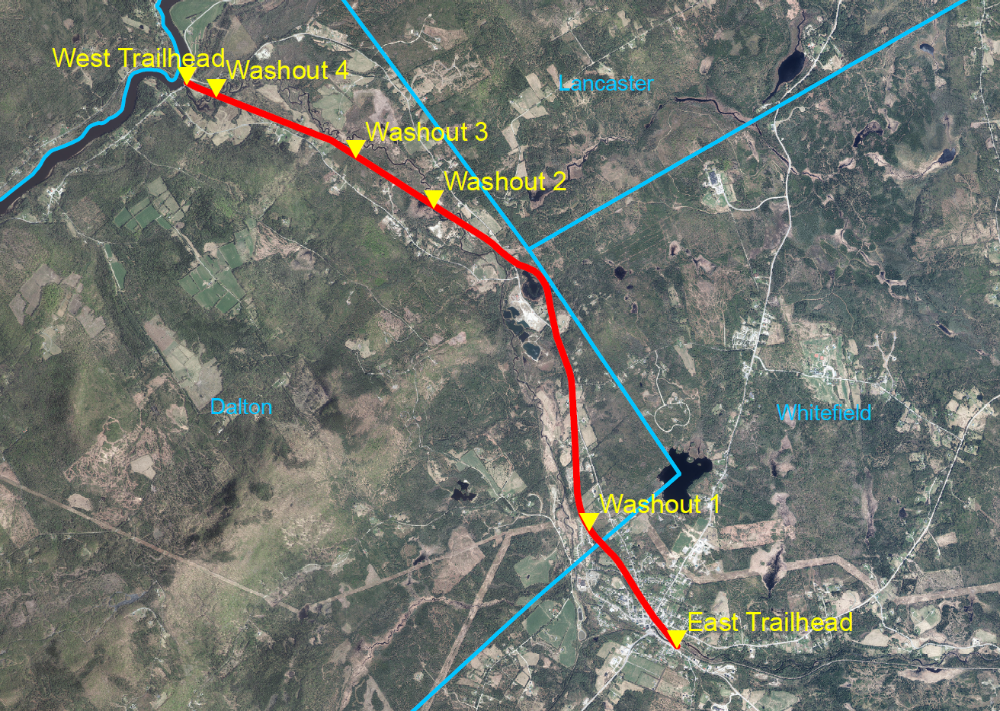 West Trailhead
Washout 4
Lancaster
Washout 3
Washout 2
Dalton
Whitefield
Washout 1
East Trailhead